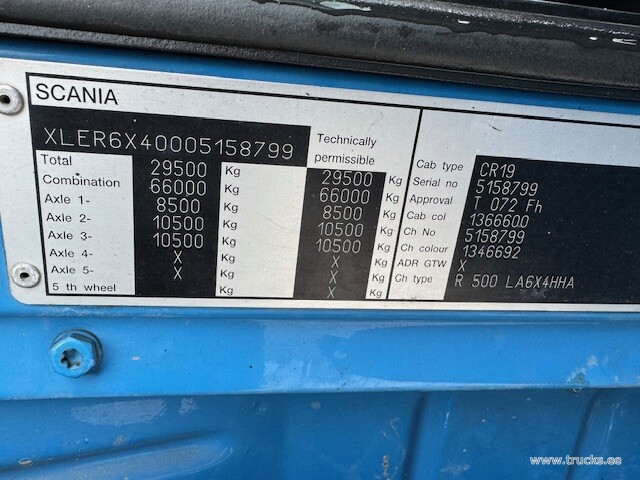 SCANIA
XLER6X40005158799
Technically
permissible
Total 29500 Kg 29500 Kg
Combination 66000 Kg 66000 Kg
Axle 1- 8500 Kg 8500 Kg
Axle 2- 10500 Kg 10500 Kg
Axle 3- 10500 Kg 10500 Kg
Axle 4- X Kg X Kg
Axle 5- X Kg X Kg
5 th wheel X Kg X Kg
Cab type CR19
Serial no 5158799
Approval T 072 Fh
Cab col 1366600
Ch No 5158799
Ch colour 1346692
ADR GTW X
Ch type R 500 LA6X4HHA
www.trucks.ee